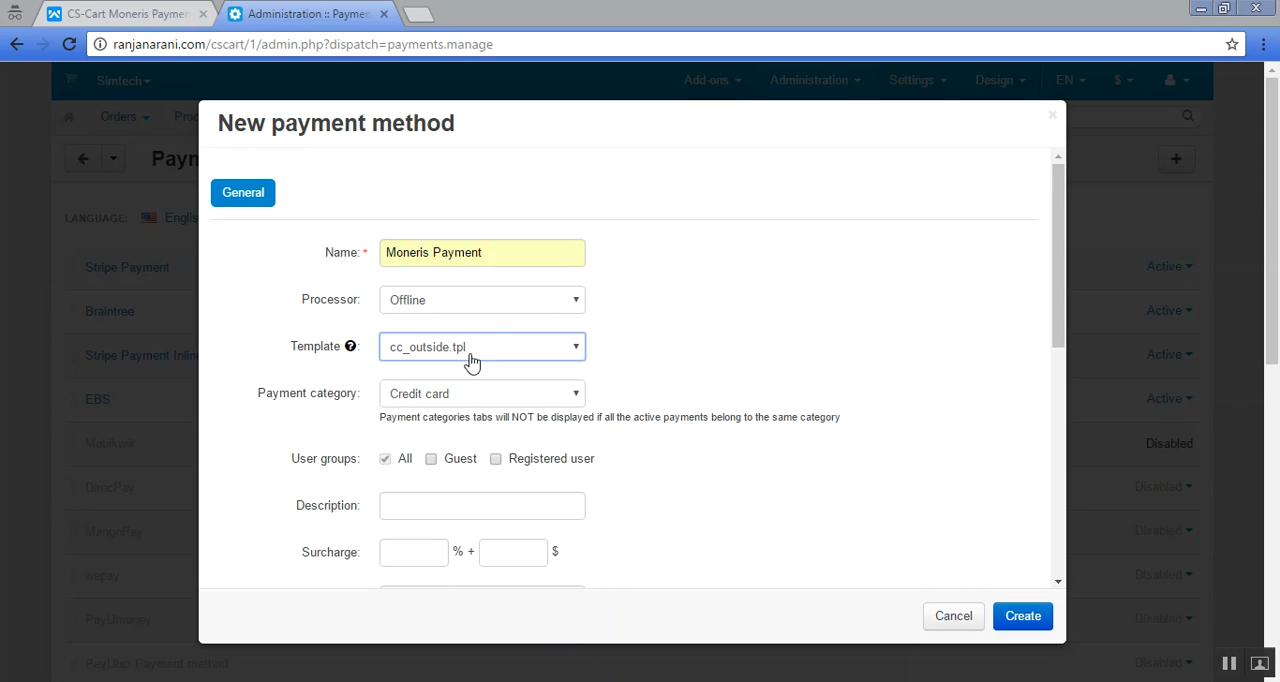 CS-Cart Moneris Paymen
Administration :: Paymen
ranjanarani.com/cscart/1/admin.php?dispatch=payments.manage
Simtech
Add-ons
Administration
Settings
Design
EN
$
Orders
Proc
Paym
LANGUAGE:
Englis
New payment method
General
Name: *
Moneris Payment
Processor:
Offline
Template ?:
cc_outside.tpl
Payment category:
Credit card
Payment categories tabs will NOT be displayed if all the active payments belong to the same category
User groups:
All
Guest
Registered user
Description:
Surcharge:
% +
$
Cancel
Create
Stripe Payment
Active
Braintree
Active
Stripe Payment Inline
Active
EBS
Active
Mobikwik
Disabled
DirecPay
Disabled
MangoPay
Disabled
wepay
Disabled
PayUmoney
Disabled
PayUbiz Payment method
Disabled